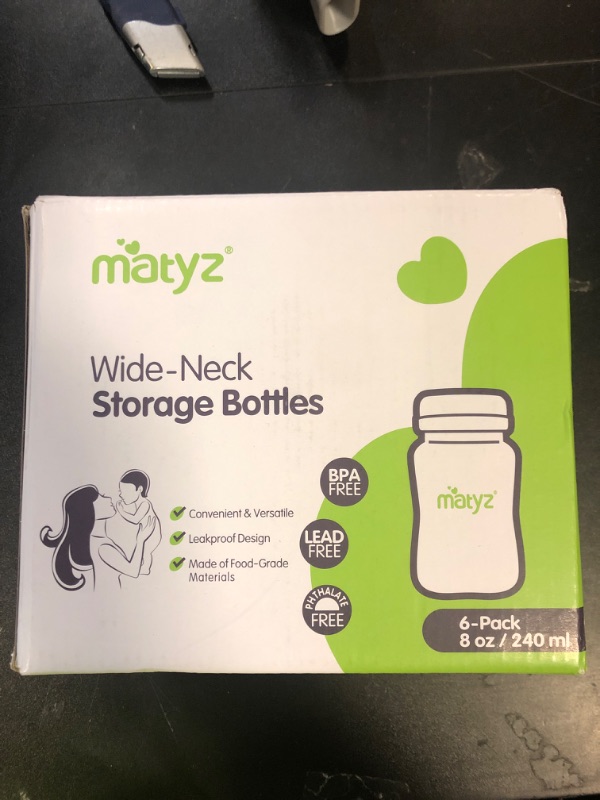 matyz®
Wide-Neck
Storage Bottles
Convenient & Versatile
Leakproof Design
Made of Food-Grade
Materials
BPA
FREE
LEAD
FREE
PHTHALATE
FREE
matyz®
6-Pack
8 oz / 240 ml